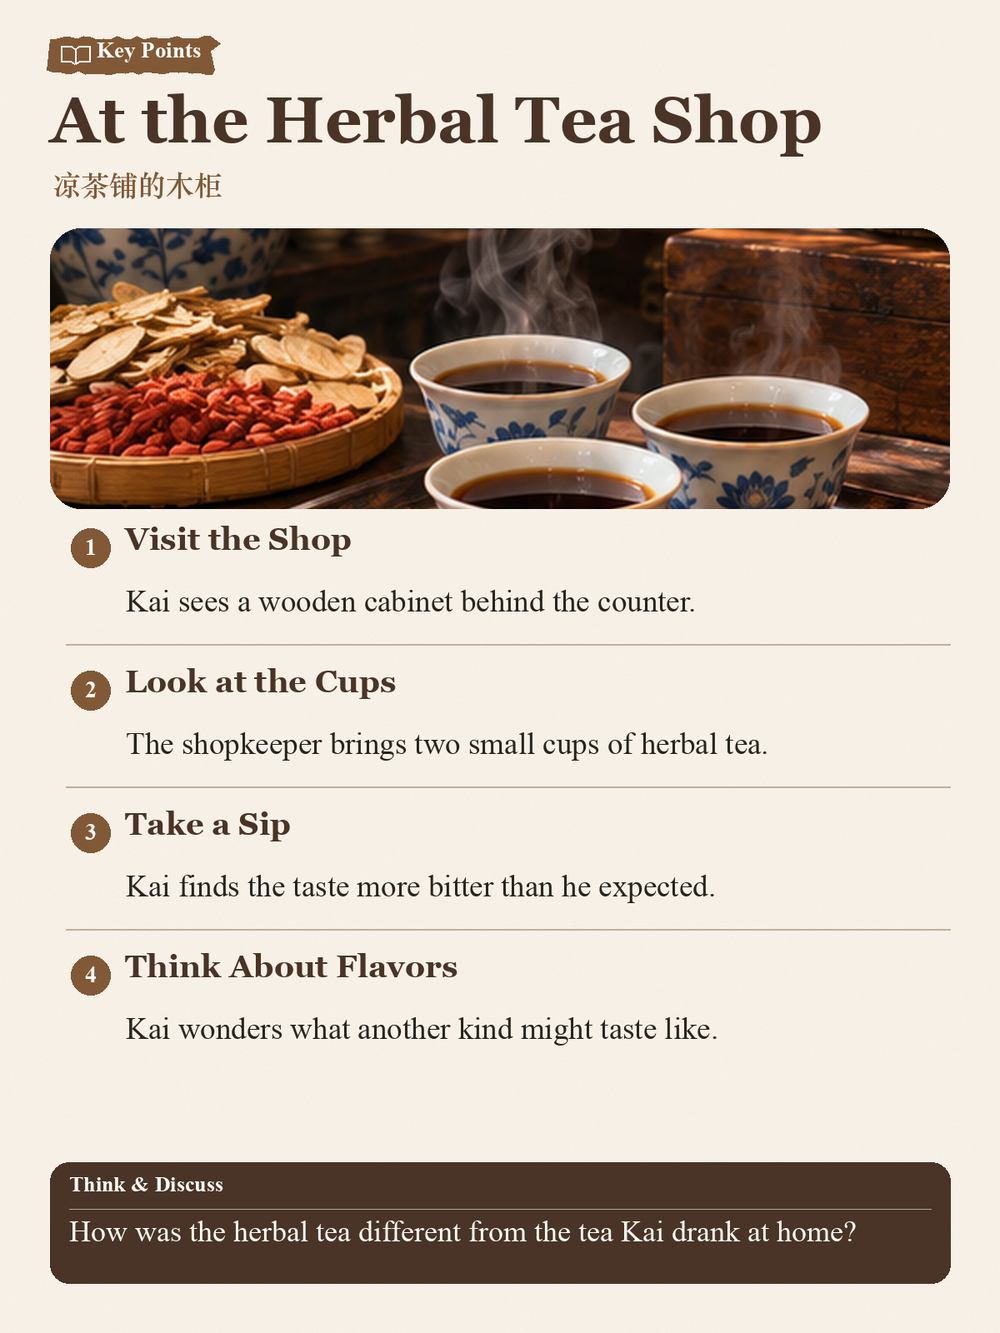 Key Points
At the Herbal Tea Shop
凉茶铺的木柜
1 Visit the Shop
Kai sees a wooden cabinet behind the counter.
2 Look at the Cups
The shopkeeper brings two small cups of herbal tea.
3 Take a Sip
Kai finds the taste more bitter than he expected.
4 Think About Flavors
Kai wonders what another kind might taste like.
Think & Discuss
How was the herbal tea different from the tea Kai drank at home?